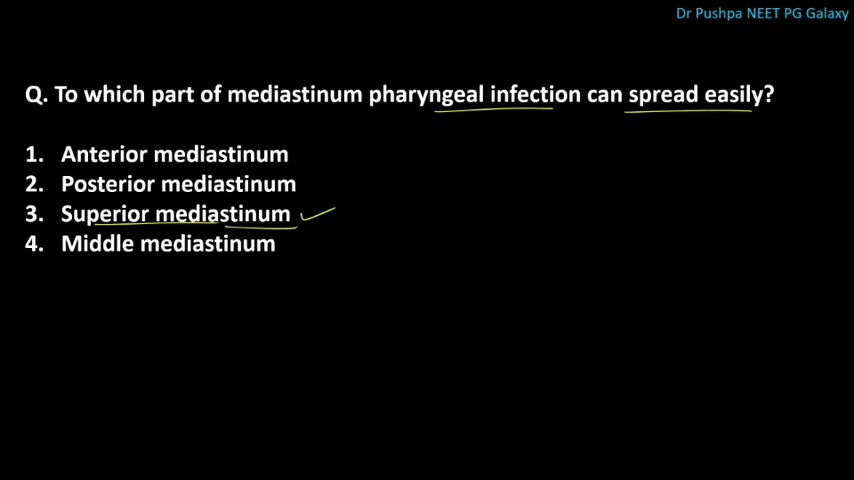 Dr Pushpa NEET PG Galaxy
Q. To which part of mediastinum pharyngeal infection can spread easily?
1. Anterior mediastinum
2. Posterior mediastinum
3. Superior mediastinum
4. Middle mediastinum